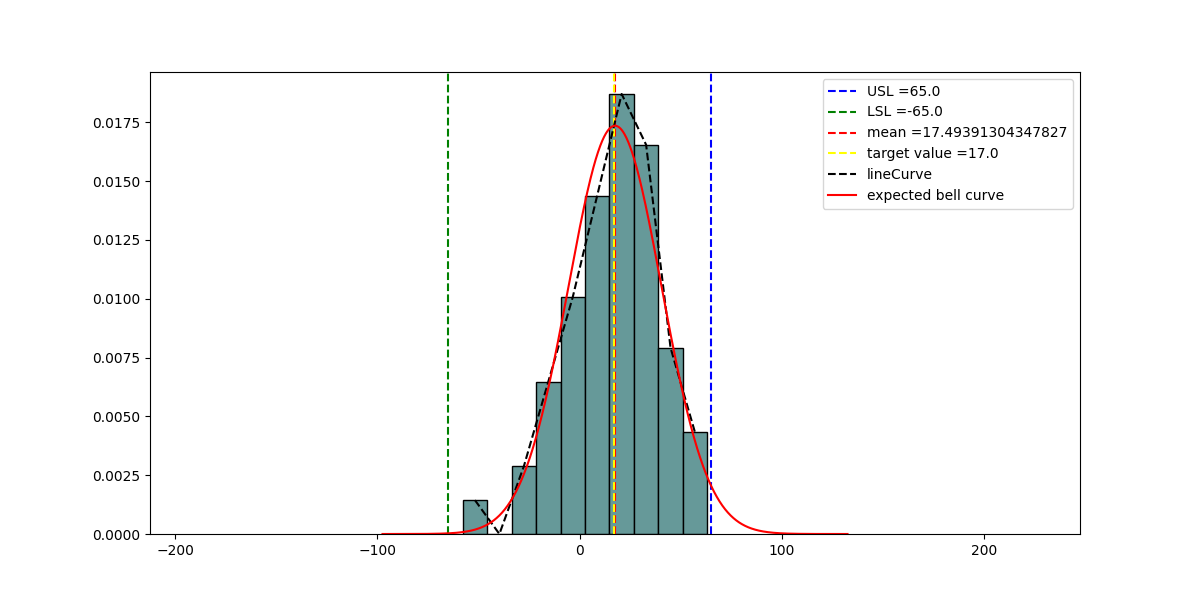 USL =65.0
LSL =-65.0
mean =17.49391304347827
target value =17.0
lineCurve
expected bell curve
0.0175
0.0150
0.0125
0.0100
0.0075
0.0050
0.0025
0.0000
−200 −100 0 100 200